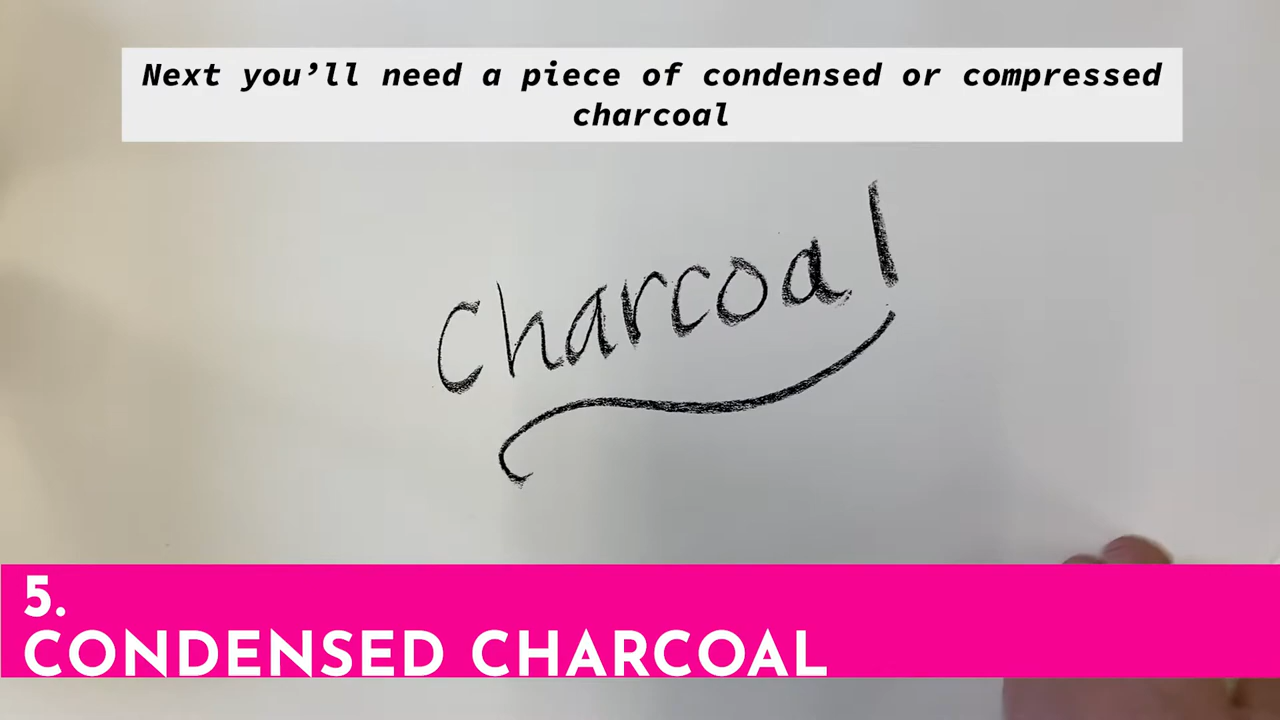 Next you’ll need a piece of condensed or compressed
charcoal
Charcoal
5.
CONDENSED CHARCOAL